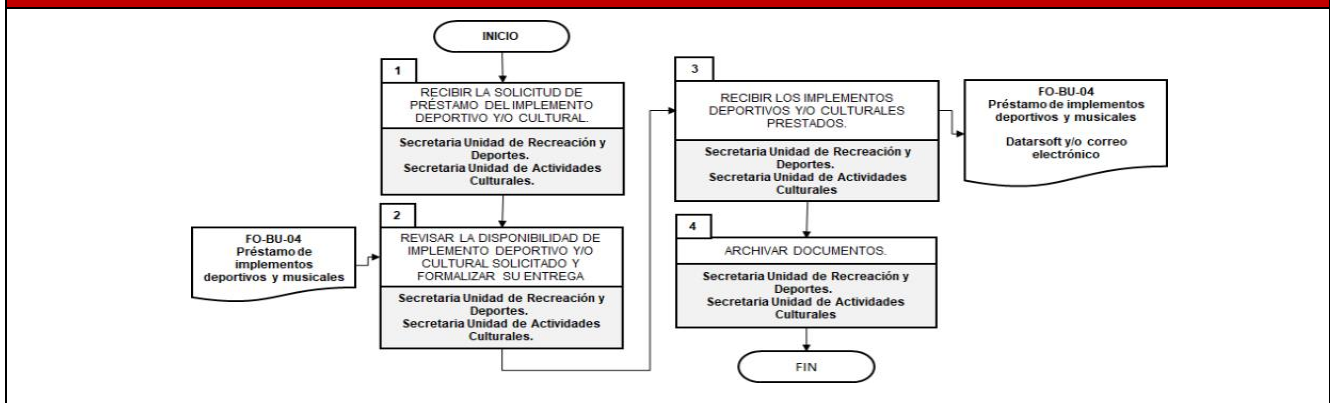 INICIO
1
RECIBIR LA SOLICITUD DE
PRÉSTAMO DEL IMPLEMENTO
DEPORTIVO Y/O CULTURAL.
Secretaria Unidad de Recreación y
Deportes.
Secretaria Unidad de Actividades
Culturales.
FO-BU-04
Préstamo de
implementos
deportivos y musicales
2
REVISAR LA DISPONIBILIDAD DE
IMPLEMENTO DEPORTIVO Y/O
CULTURAL SOLICITADO Y
FORMALIZAR SU ENTREGA
Secretaria Unidad de Recreación y
Deportes.
Secretaria Unidad de Actividades
Culturales.
3
RECIBIR LOS IMPLEMENTOS
DEPORTIVOS Y/O CULTURALES
PRESTADOS.
Secretaria Unidad de Recreación y
Deportes.
Secretaria Unidad de Actividades
Culturales
FO-BU-04
Préstamo de implementos
deportivos y musicales
Datarsoft y/o correo
electrónico
4
ARCHIVAR DOCUMENTOS.
Secretaria Unidad de Recreación y
Deportes.
Secretaria Unidad de Actividades
Culturales
FIN